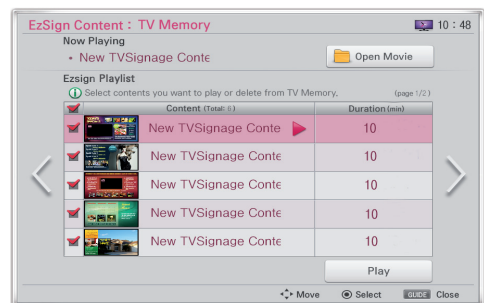 EzSign Content : TV Memory 10 : 48
Now Playing
• New TVSignage Conte
Open Movie
Ezsign Playlist
Select contents you want to play or delete from TV Memory. (page 1/2)
Content (Total: 6) Duration (min)
New TVSignage Conte 10
New TVSignage Conte 10
New TVSignage Conte 10
New TVSignage Conte 10
New TVSignage Conte 10
Play
Move Select GUIDE Close